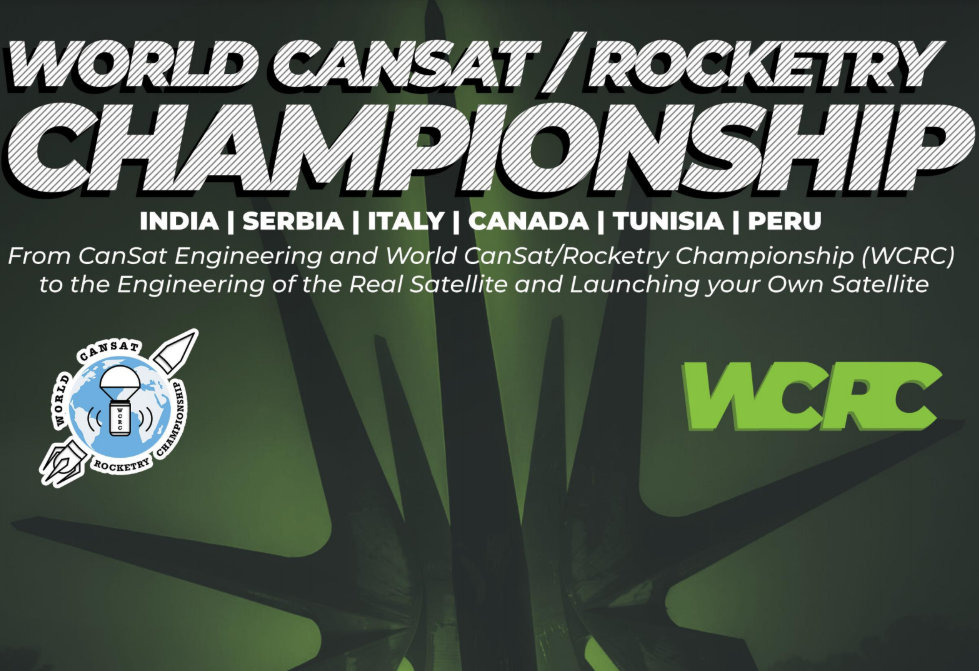 WORLD CANSAT / ROCKETRY
CHAMPIONSHIP
INDIA | SERBIA | ITALY | CANADA | TUNISIA | PERU
From CanSat Engineering and World CanSat/Rocketry Championship (WCRC)
to the Engineering of the Real Satellite and Launching your Own Satellite
WORLD CANSAT
WCRC
ROCKETRY CHAMPIONSHIP
WCRC